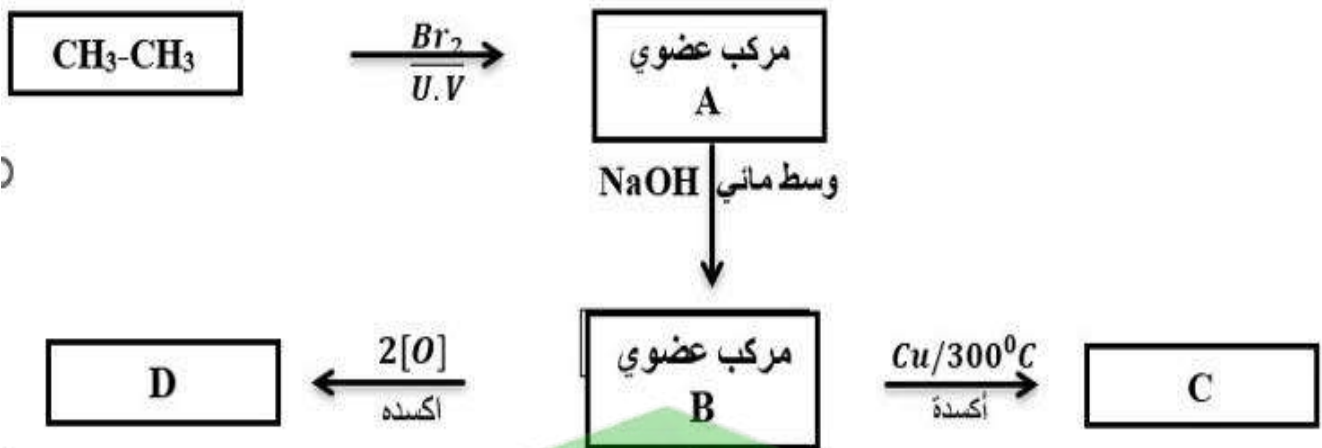 CH₃-CH₃
Br₂
U.V
مركب عضوي
A
NaOH وسط مائي
D
2[O]
اكسده
مركب عضوي
B
Cu/300⁰C
أكسدة
C